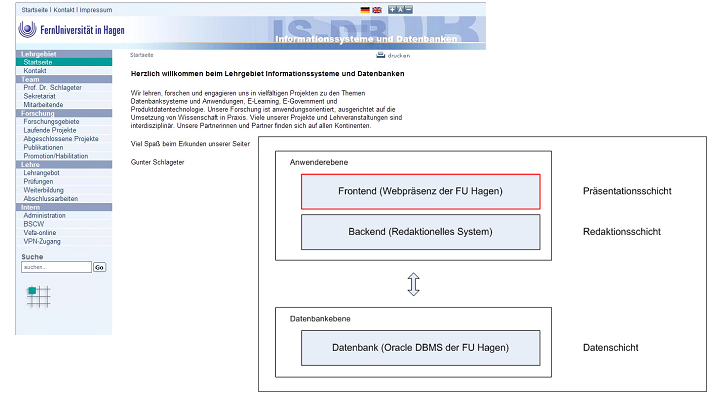 Startseite I Kontakt I Impressum
FernUniversität in Hagen
IS DB
Informationssysteme und Datenbanken
Lehrgebiet
Startseite
Kontakt
Team
Prof. Dr. Schlageter
Sekretariat
Mitarbeitende
Forschung
Forschungsgebiete
Laufende Projekte
Abgeschlossene Projekte
Publikationen
Promotion/Habilitation
Lehre
Lehrangebot
Prüfungen
Weiterbildung
Abschlussarbeiten
Intern
Administration
BSCW
Vefa-online
VPN-Zugang
Suche
suchen..
Go
Startseite
drucken
Herzlich willkommen beim Lehrgebiet Informationssysteme und Datenbanken
Wir lehren, forschen und engagieren uns in vielfältigen Projekten zu den Themen
Datenbanksysteme und Anwendungen, E-Learning, E-Government und
Produktdatentechnologie. Unsere Forschung ist anwendungsorientiert, ausgerichtet auf die
Umsetzung von Wissenschaft in Praxis. Viele unserer Projekte und Lehrveranstaltungen sind
interdisziplinär. Unsere Partnerinnen und Partner finden sich auf allen Kontinenten.
Viel Spaß beim Erkunden unserer Seiter
Gunter Schlageter
Anwenderebene
Frontend (Webpräsenz der FU Hagen)
Präsentationsschicht
Backend (Redaktionelles System)
Redaktionsschicht
Datenbankebene
Datenbank (Oracle DBMS der FU Hagen)
Datenschicht